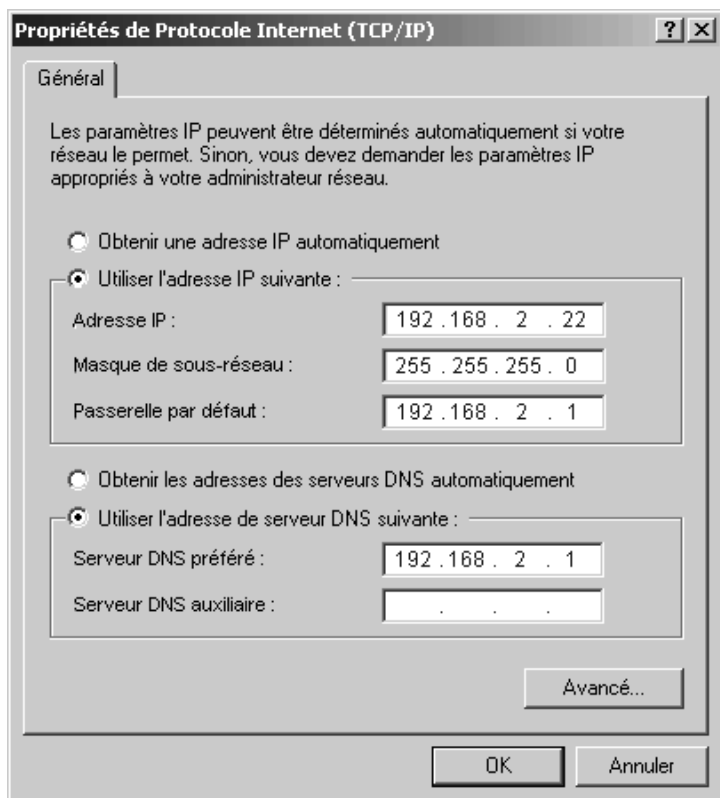 Propriétés de Protocole Internet (TCP/IP)
Général
Les paramètres IP peuvent être déterminés automatiquement si votre
réseau le permet. Sinon, vous devez demander les paramètres IP
appropriés à votre administrateur réseau.
Obtenir une adresse IP automatiquement
Utiliser l'adresse IP suivante :
Adresse IP : 192 . 168 . 2 . 22
Masque de sous-réseau : 255 . 255 . 255 . 0
Passerelle par défaut : 192 . 168 . 2 . 1
Obtenir les adresses des serveurs DNS automatiquement
Utiliser l'adresse de serveur DNS suivante :
Serveur DNS préféré : 192 . 168 . 2 . 1
Serveur DNS auxiliaire : . . .
Avancé...
OK Annuler